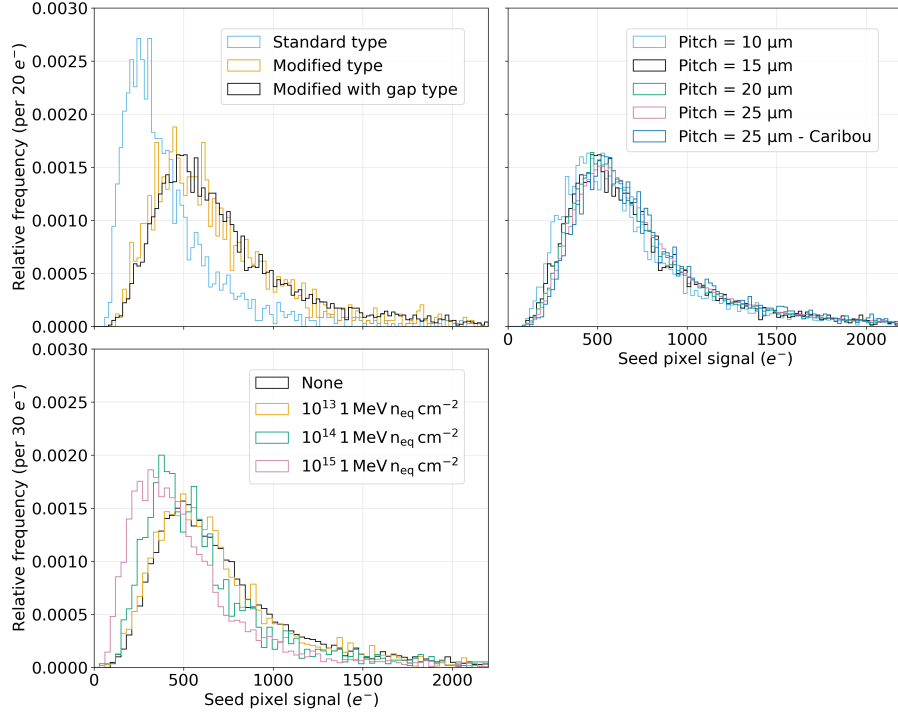 0.0030
0.0025
0.0020
0.0015
0.0010
0.0005
0.0000
Relative frequency (per 20 e⁻)
Standard type
Modified type
Modified with gap type
Pitch = 10 μm
Pitch = 15 μm
Pitch = 20 μm
Pitch = 25 μm
Pitch = 25 μm - Caribou
0 500 1000 1500 2000
Seed pixel signal (e⁻)
0.0030
0.0025
0.0020
0.0015
0.0010
0.0005
0.0000
Relative frequency (per 30 e⁻)
None
10¹³ 1 MeV n_eq cm⁻²
10¹⁴ 1 MeV n_eq cm⁻²
10¹⁵ 1 MeV n_eq cm⁻²
0 500 1000 1500 2000
Seed pixel signal (e⁻)